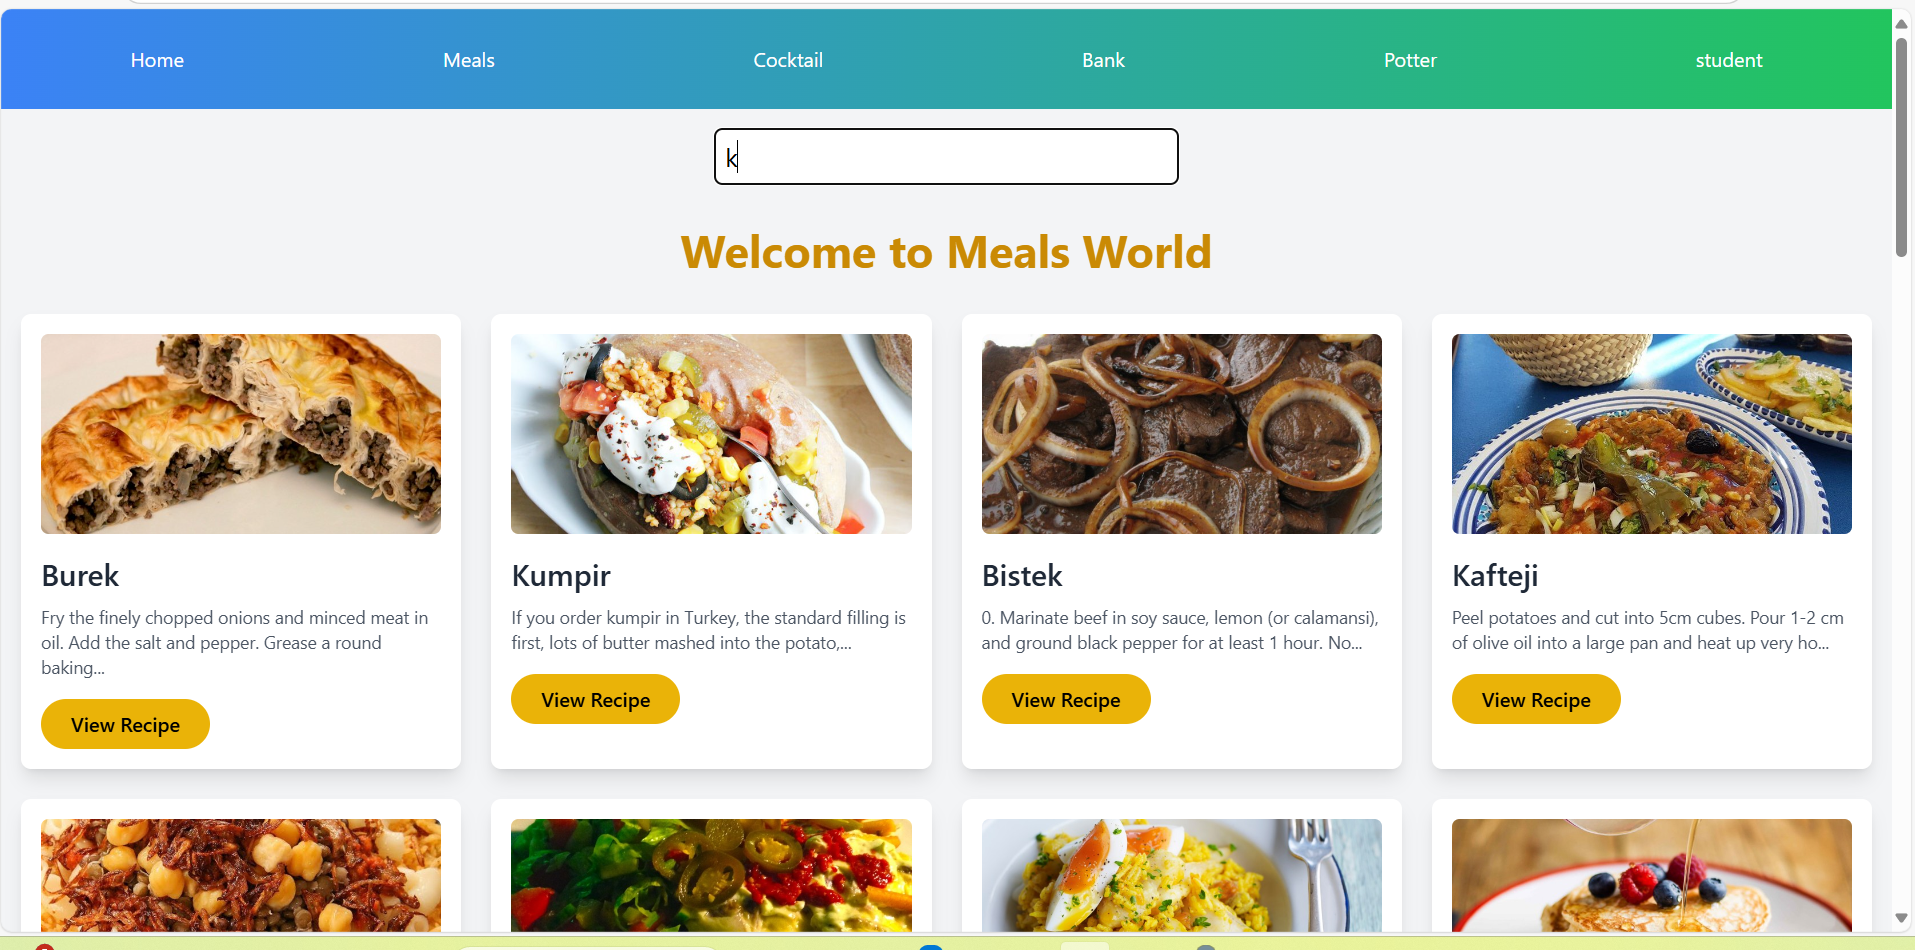 Home Meals Cocktail Bank Potter student
k
Welcome to Meals World
Burek
Fry the finely chopped onions and minced meat in
oil. Add the salt and pepper. Grease a round
baking...
View Recipe
Kumpir
If you order kumpir in Turkey, the standard filling is
first, lots of butter mashed into the potato,...
View Recipe
Bistek
0. Marinate beef in soy sauce, lemon (or calamansi),
and ground black pepper for at least 1 hour. No...
View Recipe
Kafteji
Peel potatoes and cut into 5cm cubes. Pour 1-2 cm
of olive oil into a large pan and heat up very ho...
View Recipe